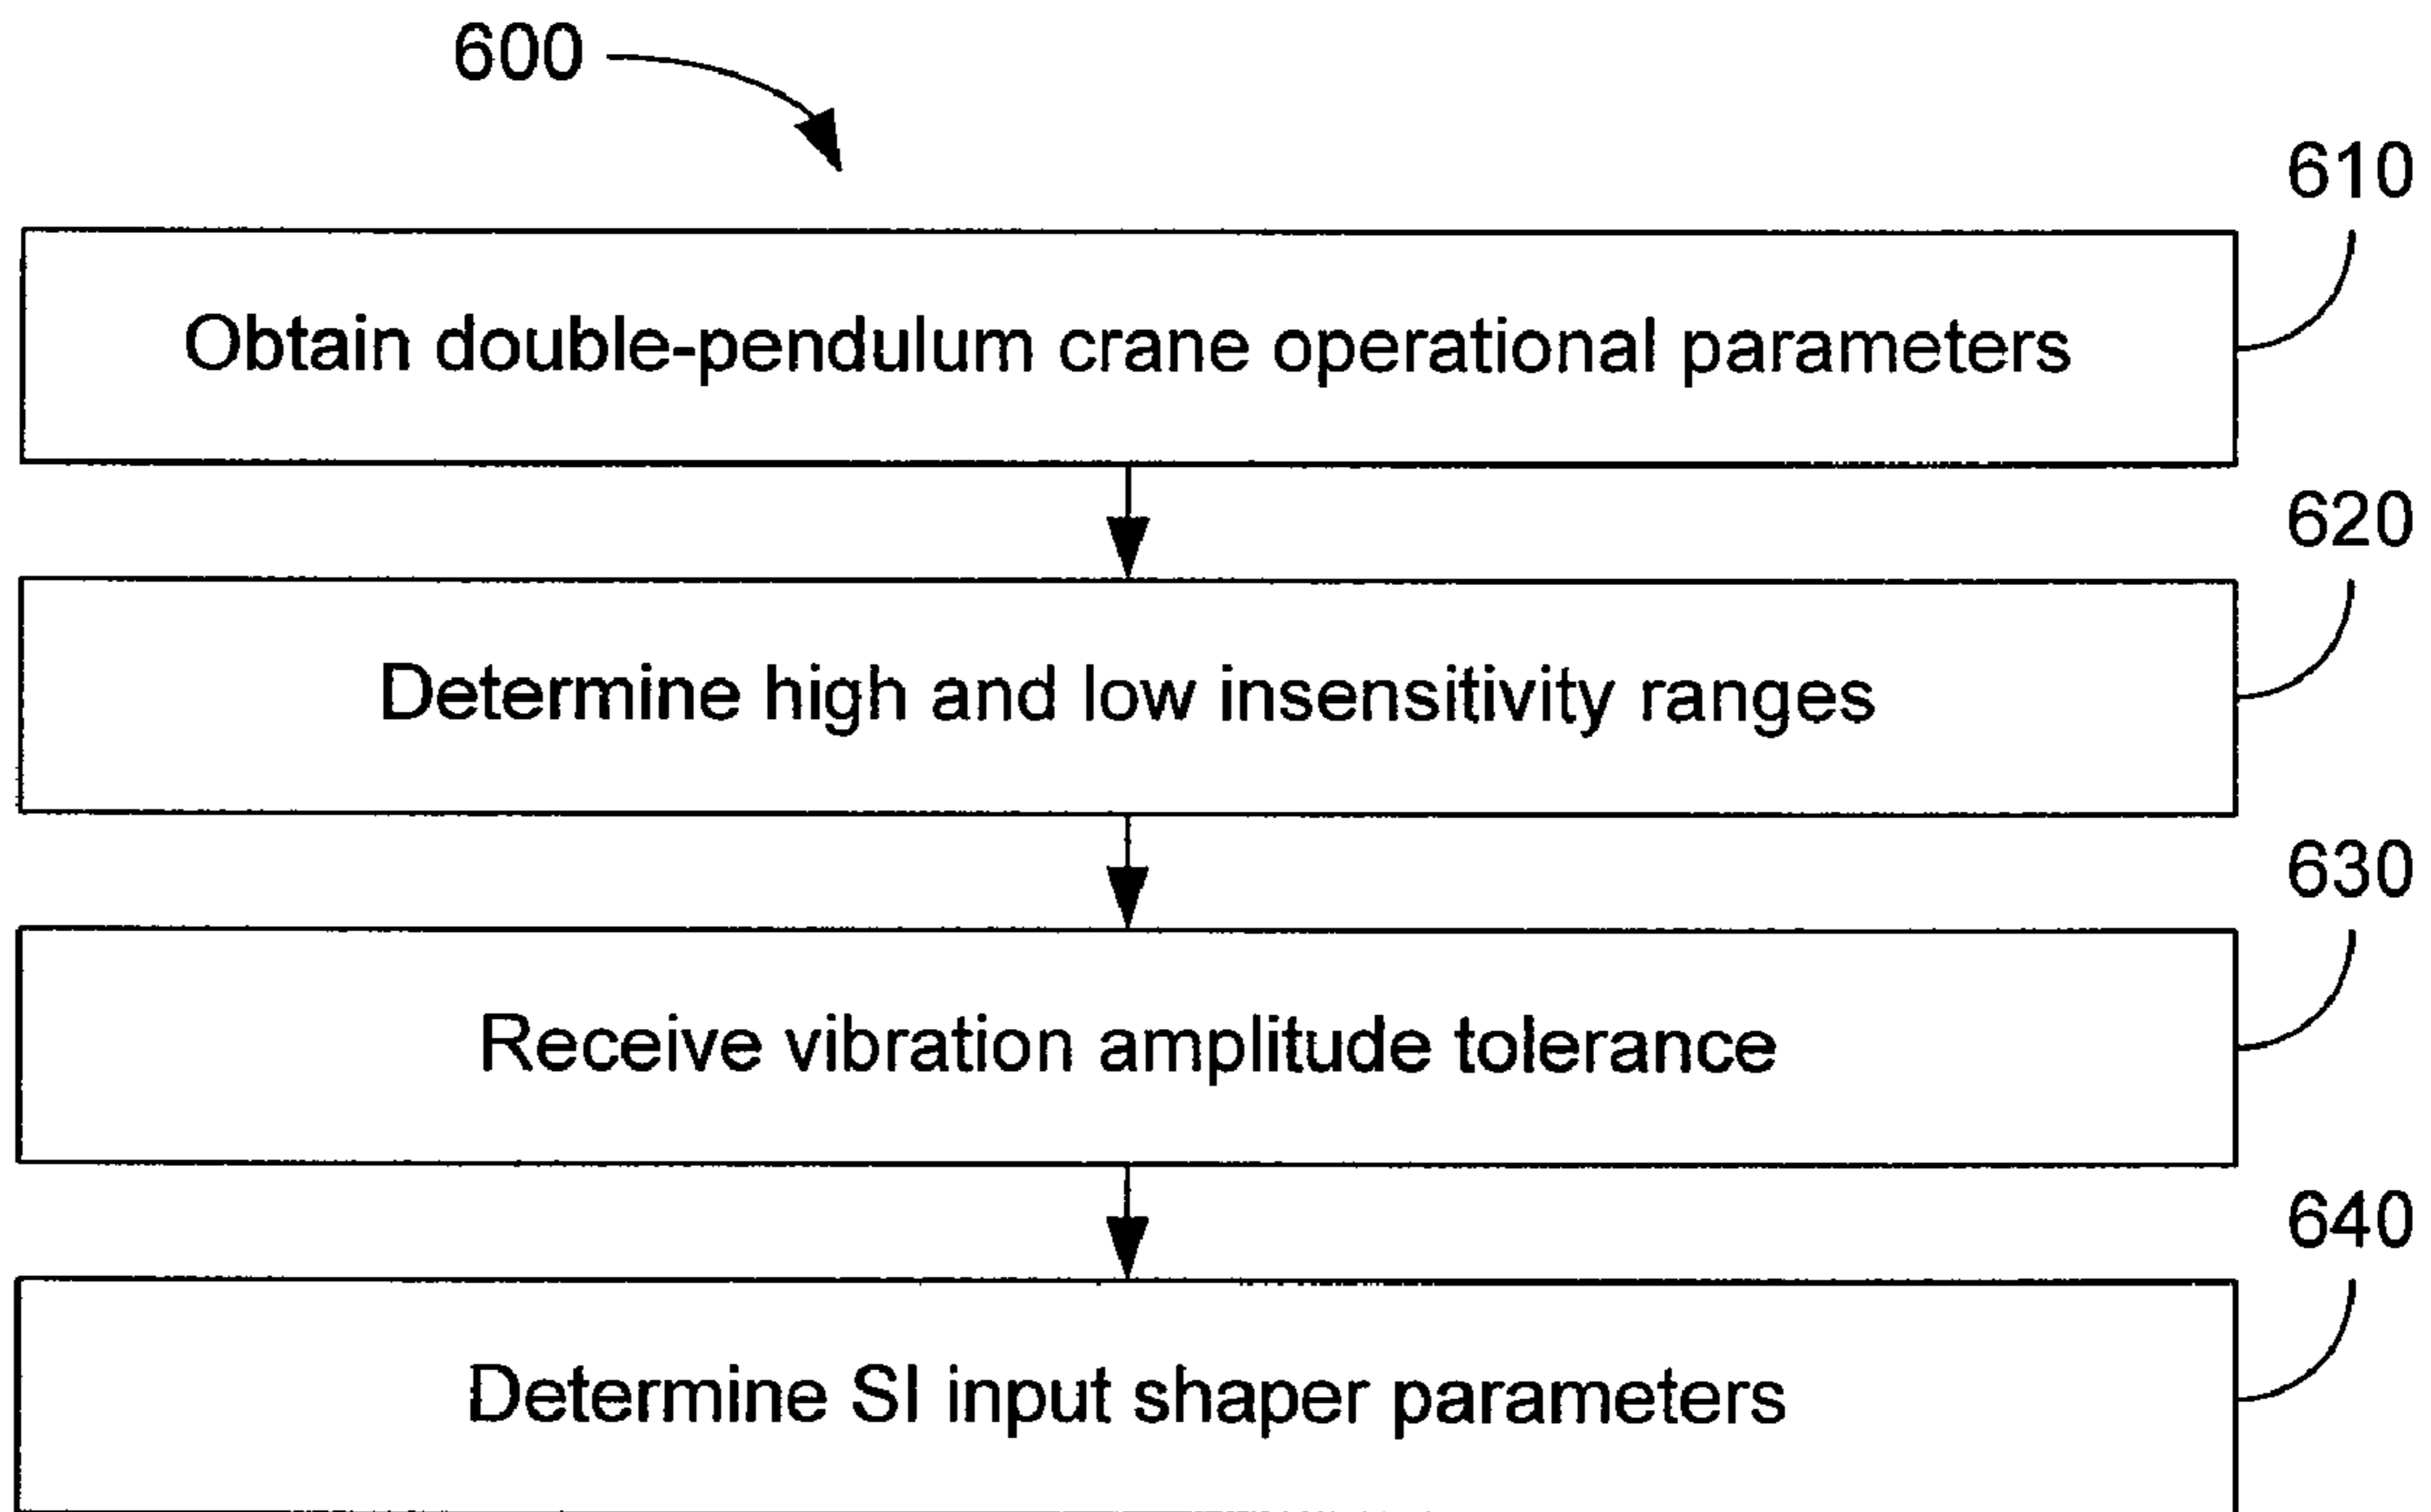 600
610
Obtain double-pendulum crane operational parameters
620
Determine high and low insensitivity ranges
630
Receive vibration amplitude tolerance
640
Determine SI input shaper parameters